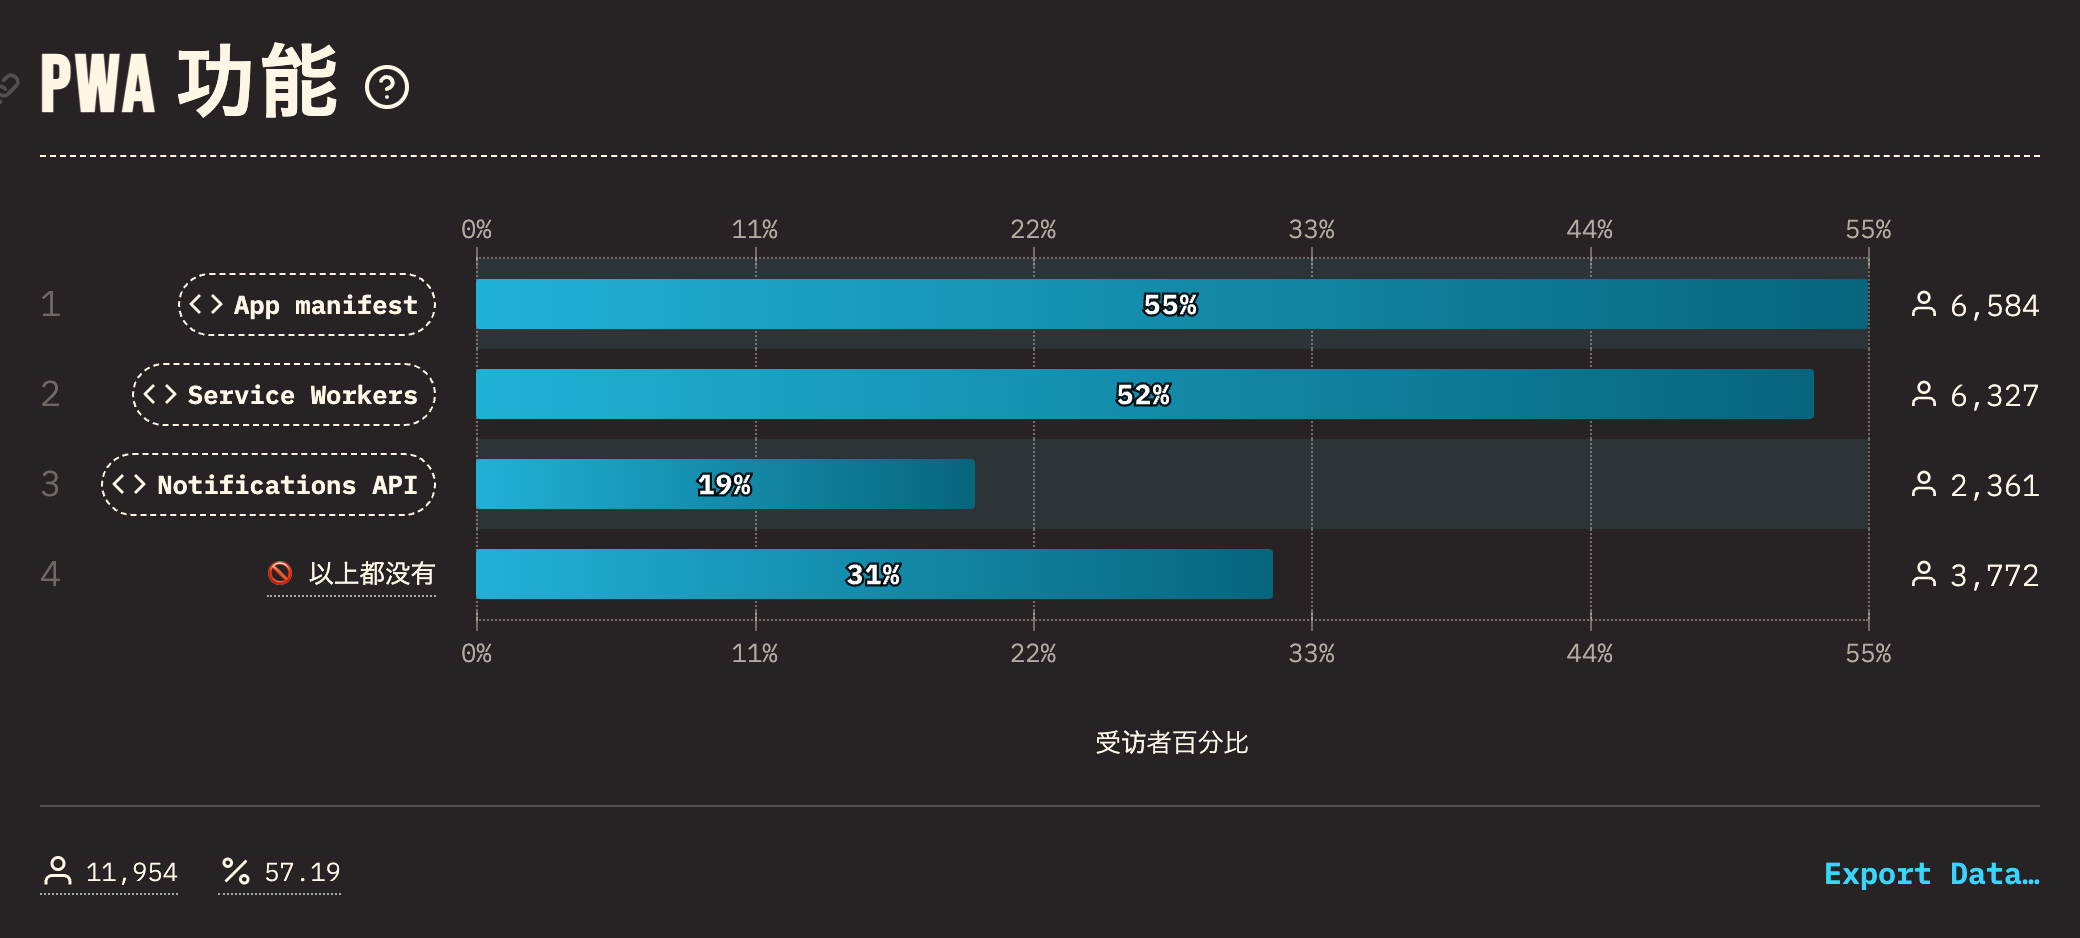 PWA 功能
0% 11% 22% 33% 44% 55%
1 App manifest 55% 6,584
2 Service Workers 52% 6,327
3 Notifications API 19% 2,361
4 以上都没有 31% 3,772
0% 11% 22% 33% 44% 55%
受访者百分比
11,954 % 57.19 Export Data…